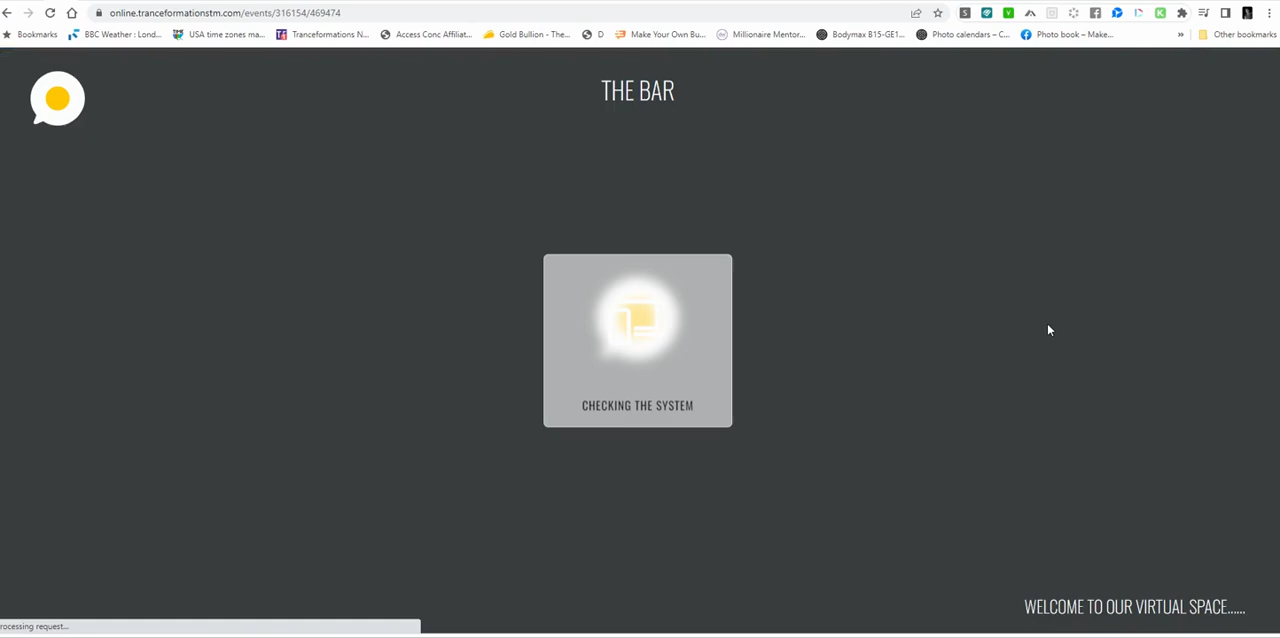 online.tranceformationstm.com/events/316154/469474
Bookmarks BBC Weather : Lond... USA time zones ma... Tranceformations N... Access Conc Affiliat... Gold Bullion - The... D Make Your Own Bu... Millionaire Mentor... Bodymax B15-GE1... Photo calendars – C... Photo book – Make... » Other bookmarks
THE BAR
CHECKING THE SYSTEM
WELCOME TO OUR VIRTUAL SPACE......
rocessing request...